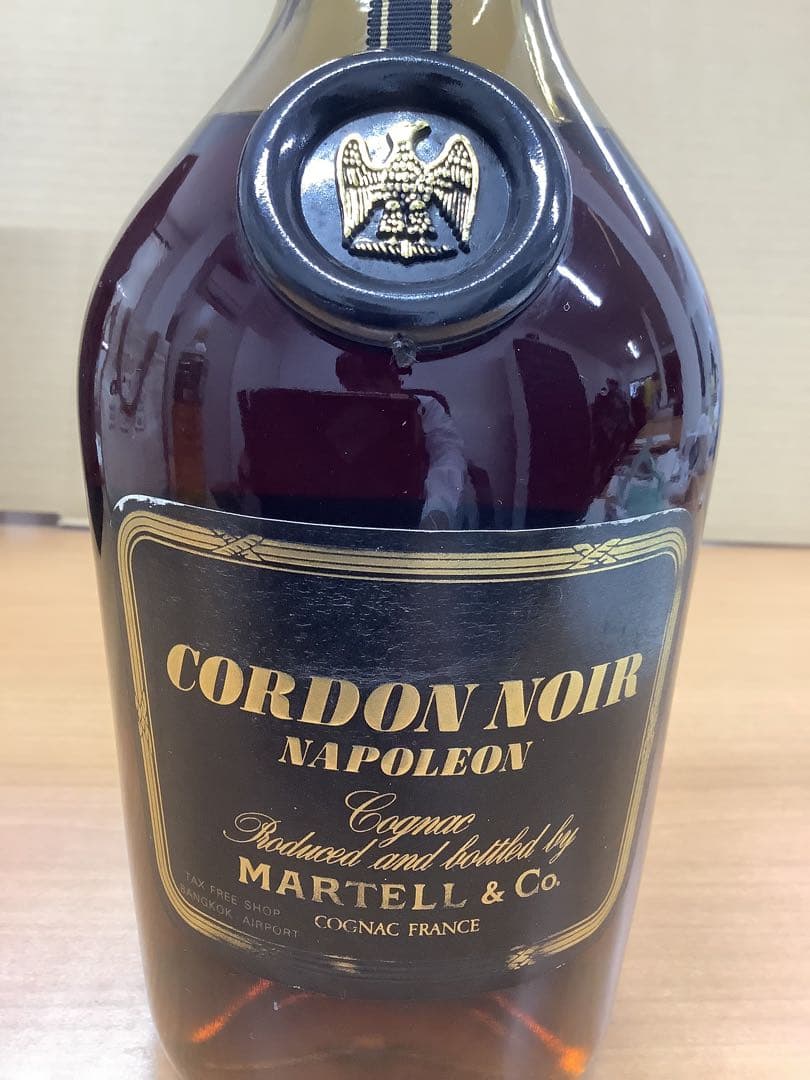 CORDON NOIR
NAPOLEON
Cognac
Produced and bottled by
MARTELL & Co.
COGNAC FRANCE
TAX FREE SHOP
BANGKOK AIRPORT